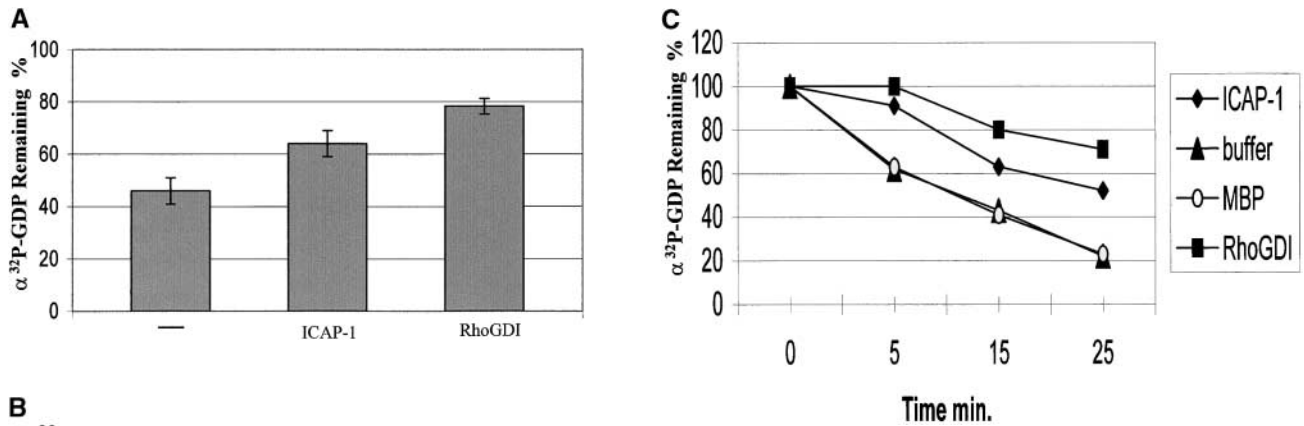 A
α ³²P-GDP Remaining %
100
80
60
40
20
0
—
ICAP-1
RhoGDI
B
C
α ³²P-GDP Remaining %
120
100
80
60
40
20
0
0
5
15
25
Time min.
ICAP-1
buffer
MBP
RhoGDI